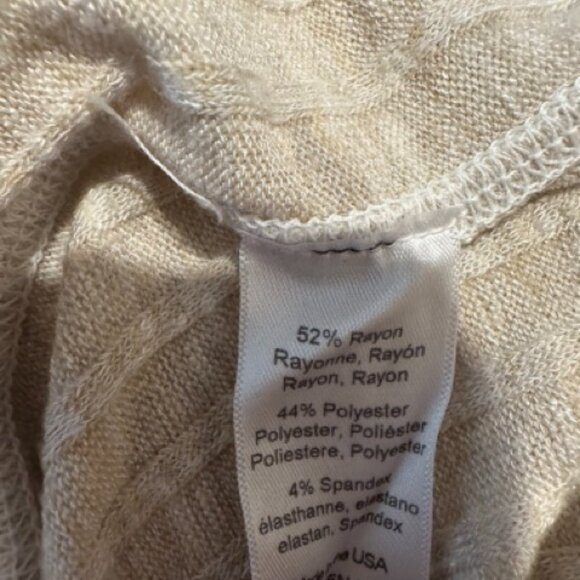 52% Rayon
Rayonne, Rayón
Rayon, Rayon
44% Polyester
Polyester, Poliéster
Poliestere, Polyester
4% Spandex
élasthanne, elastano
elastan, Spandex
USA